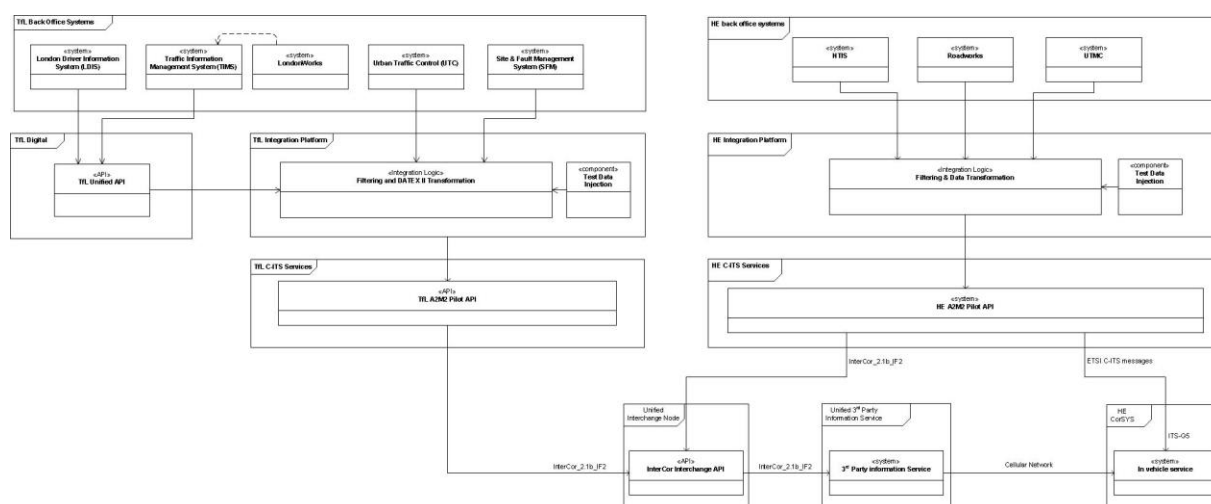 TfL Back Office Systems
«system»
London Driver Information
System (LDIS)
«system»
Traffic Information
Management System (TIMS)
«system»
LondonWorks
«system»
Urban Traffic Control (UTC)
«system»
Site & Fault Management
System (SFM)
HE back office systems
«system»
HTIS
«system»
Roadworks
«system»
UTMC
TfL Digital
«API»
TfL Unified API
TfL Integration Platform
«Integration Logic»
Filtering and DATEX II Transformation
«component»
Test Data
Injection
HE Integration Platform
«Integration Logic»
Filtering & Data Transformation
«component»
Test Data
Injection
TfL C-ITS Services
«API»
TfL A2M2 Pilot API
HE C-ITS Services
«system»
HE A2M2 Pilot API
InterCor_2.1b_IF2
ETSI C-ITS messages
Unified
Interchange Node
Unified 3rd Party
Information Service
HE
CorSYS
ITS-G5
InterCor_2.1b_IF2
«API»
InterCor Interchange API
InterCor_2.1b_IF2
«system»
3rd Party information Service
Cellular Network
«system»
In vehicle service